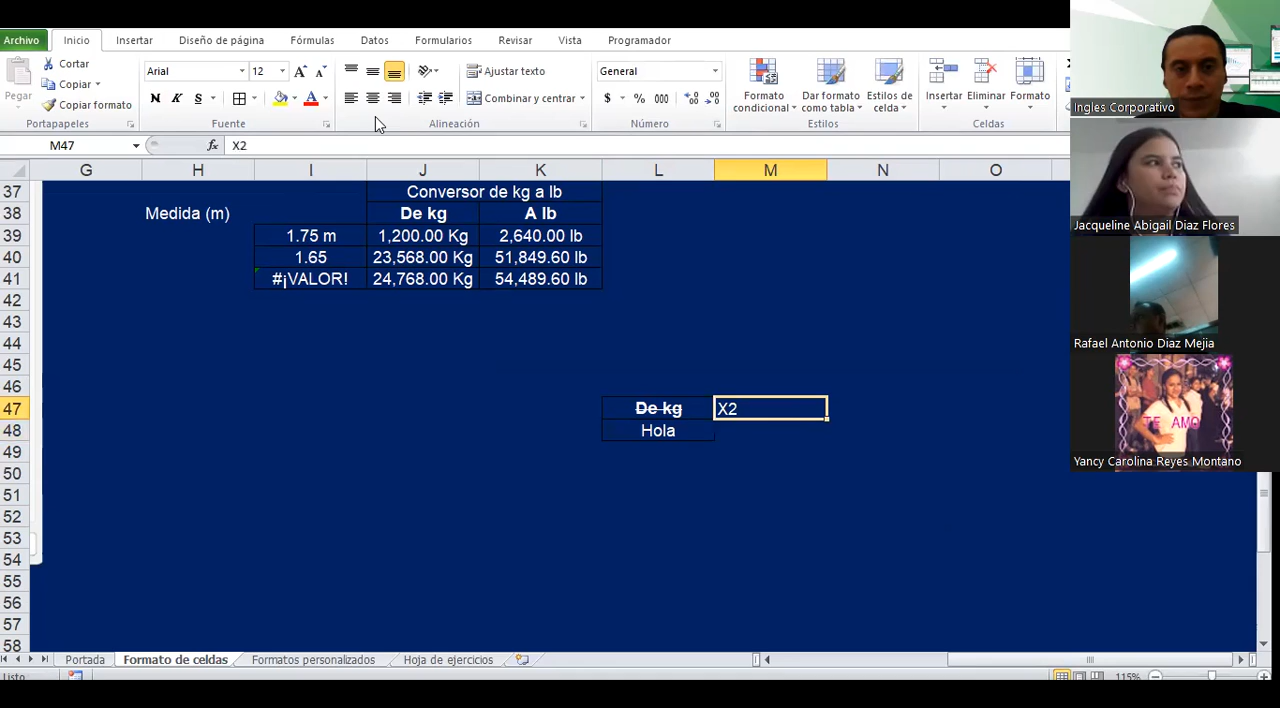 Archivo Inicio Insertar Diseño de página Fórmulas Datos Formularios Revisar Vista Programador
Pegar
Cortar
Copiar
Copiar formato
Portapapeles
Arial 12
N K S
Fuente
Ajustar texto
Combinar y centrar
Alineación
General
$ % 000
Número
Formato condicional
Dar formato como tabla
Estilos de celda
Estilos
Insertar Eliminar Formato
Celdas
M47 fx X2
G H I J K L M N O
37 Conversor de kg a lb
38 Medida (m) De kg A lb
39 1.75 m 1,200.00 Kg 2,640.00 lb
40 1.65 23,568.00 Kg 51,849.60 lb
41 #¡VALOR! 24,768.00 Kg 54,489.60 lb
42
43
44
45
46
47 De kg X2
48 Hola
49
50
51
52
53
54
55
56
57
58
Portada Formato de celdas Formatos personalizados Hoja de ejercicios
Listo 115%
Ingles Corporativo
Jacqueline Abigail Diaz Flores
Rafael Antonio Diaz Mejia
TE AMO
Yancy Carolina Reyes Montano